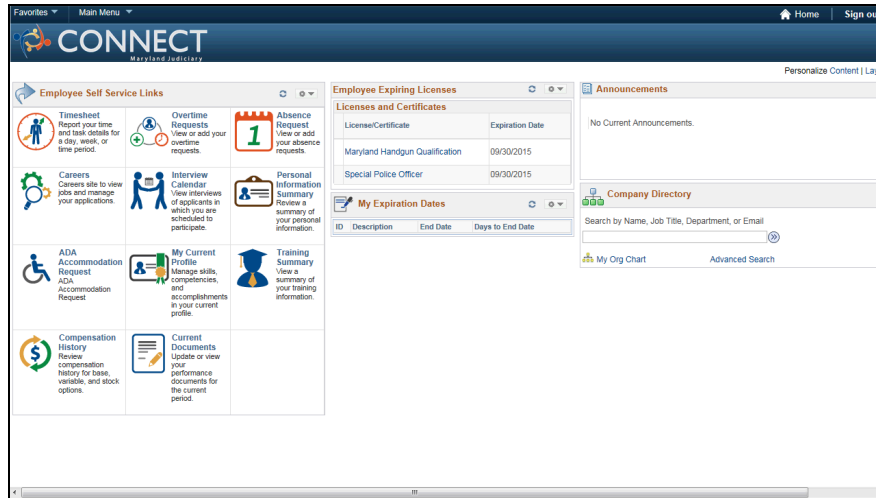 Favorites Main Menu Home Sign ou
CONNECT
Maryland Judiciary
Personalize Content | Lay
Employee Self Service Links
Timesheet
Report your time
and task details for
a day, week, or
time period.
Overtime
Requests
View or add your
overtime
requests.
Absence
Request
View or add
your absence
requests.
1
Careers
Careers site to view
jobs and manage
your applications.
Interview
Calendar
View interviews
of applicants in
which you are
scheduled to
participate.
Personal
Information
Summary
Review a
summary of
your personal
information.
ADA
Accommodation
Request
ADA
Accommodation
Request
My Current
Profile
Manage skills,
competencies,
and
accomplishments
in your current
profile.
Training
Summary
View a
summary of
your training
information.
Compensation
History
Review
compensation
history for base,
variable, and stock
options.
$
Current
Documents
Update or view
your
performance
documents for
the current
period.
Employee Expiring Licenses
Licenses and Certificates
License/Certificate Expiration Date
Maryland Handgun Qualification 09/30/2015
Special Police Officer 09/30/2015
My Expiration Dates
ID Description End Date Days to End Date
Announcements
No Current Announcements.
Company Directory
Search by Name, Job Title, Department, or Email
My Org Chart Advanced Search